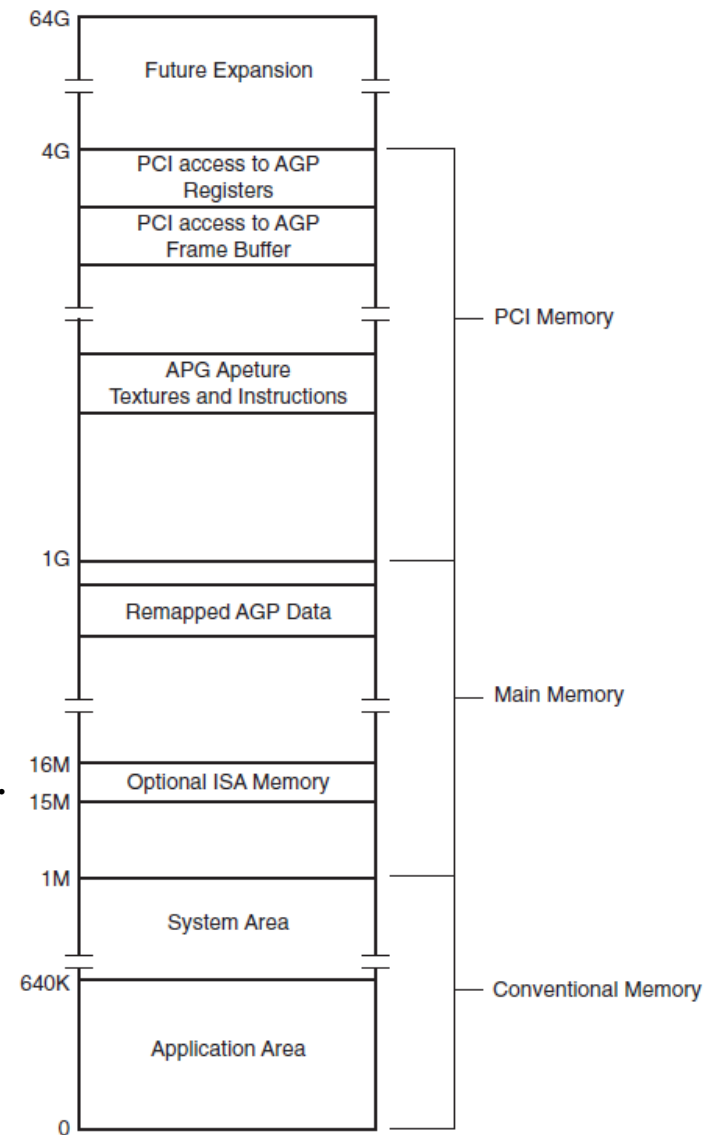 64G
Future Expansion
4G
PCI access to AGP
Registers
PCI access to AGP
Frame Buffer
PCI Memory
APG Apeture
Textures and Instructions
1G
Remapped AGP Data
Main Memory
16M
Optional ISA Memory
15M
1M
System Area
640K
Conventional Memory
Application Area
0